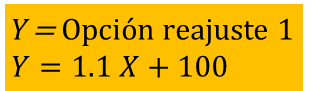 Y = Opción reajuste 1
Y = 1.1 X + 100